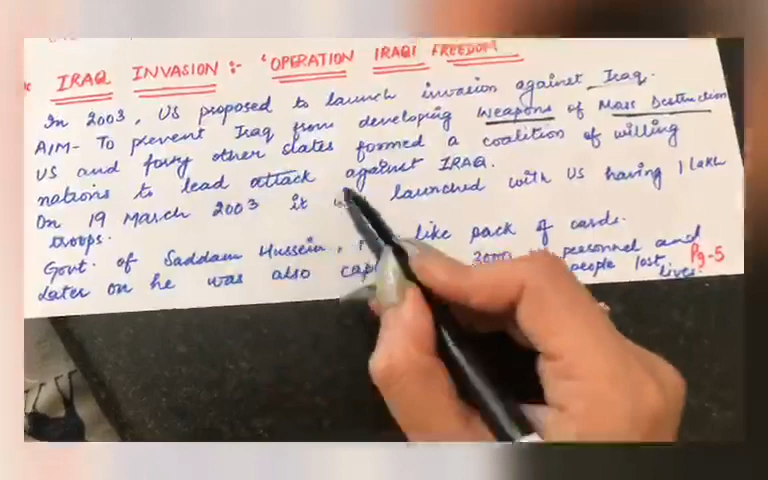 IRAQ INVASION :- 'OPERATION IRAQI FREEDOM
In 2003, US proposed to launch invasion against Iraq.
AIM- To prevent Iraq from developing Weapons of Mass Destruction
US and forty other states formed a coalition of willing
nations to lead attack against IRAQ.
On 19 March 2003 it launched with US having 1 Lakh
troops.
Govt. of Saddam Hussein, like pack of cards.
Later on he was also 3000 personnel and
people lost lives.
Pg-5